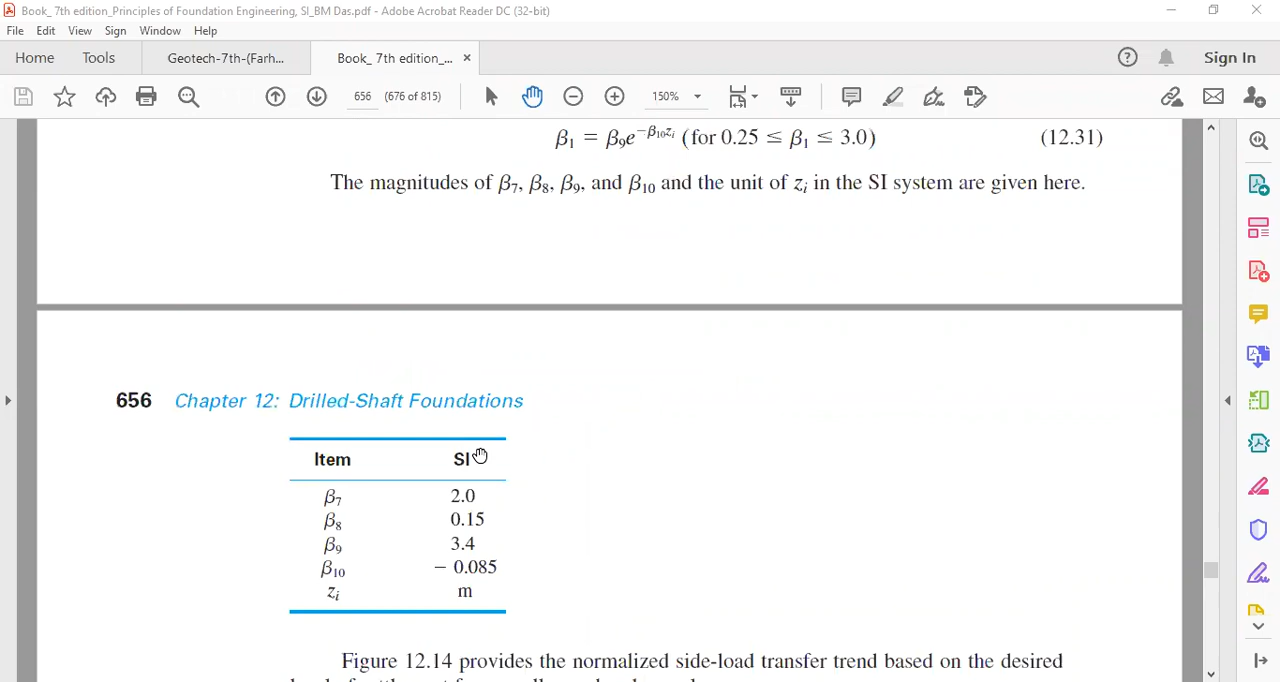 Book_ 7th edition_Principles of Foundation Engineering, SI_BM Das.pdf - Adobe Acrobat Reader DC (32-bit)
File Edit View Sign Window Help
Home Tools Geotech-7th-(Farh... Book_ 7th edition_... × Sign In
656 (676 of 815) 150%
β₁ = β₉e^(−β₁₀zᵢ) (for 0.25 ≤ β₁ ≤ 3.0) (12.31)
The magnitudes of β₇, β₈, β₉, and β₁₀ and the unit of zᵢ in the SI system are given here.
656 Chapter 12: Drilled-Shaft Foundations
Item SI
β₇ 2.0
β₈ 0.15
β₉ 3.4
β₁₀ − 0.085
zᵢ m
Figure 12.14 provides the normalized side-load transfer trend based on the desired